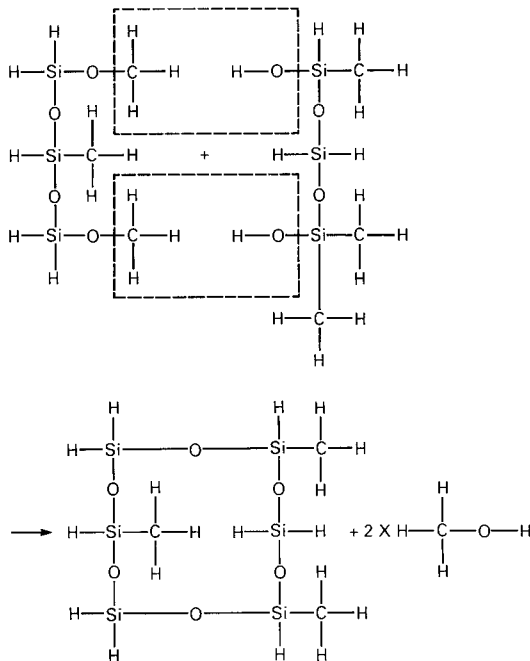 H H H
H Si O C H H O Si C H
O H H O H
H Si C H + H Si H
O H H O H
H Si O C H H O Si C H
H H H
H C H
H
H H H
H Si O Si C H
O H O H H
H Si C H H Si H + 2 X H C O H
O H O H H
H Si O Si C H
H H H